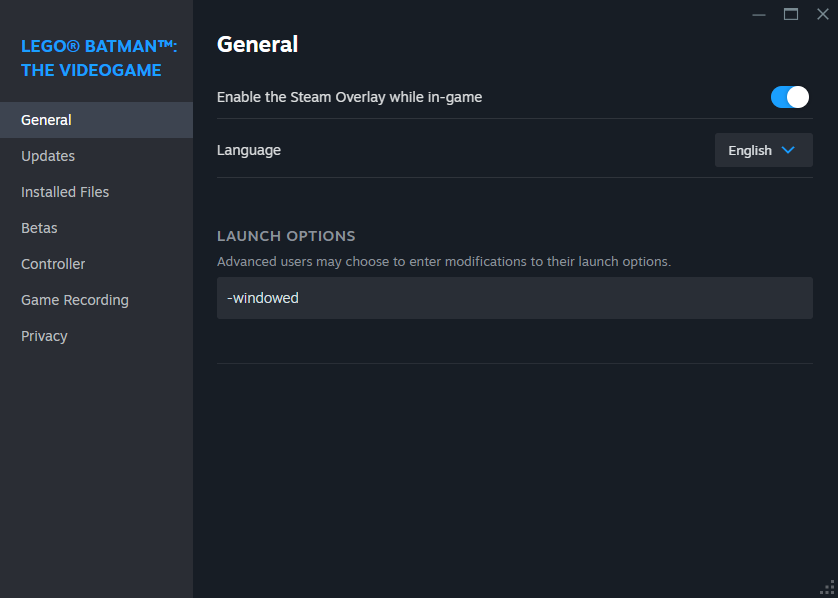 LEGO® BATMAN™:
THE VIDEOGAME
General
Updates
Installed Files
Betas
Controller
Game Recording
Privacy
General
Enable the Steam Overlay while in-game
Language
English
LAUNCH OPTIONS
Advanced users may choose to enter modifications to their launch options.
-windowed